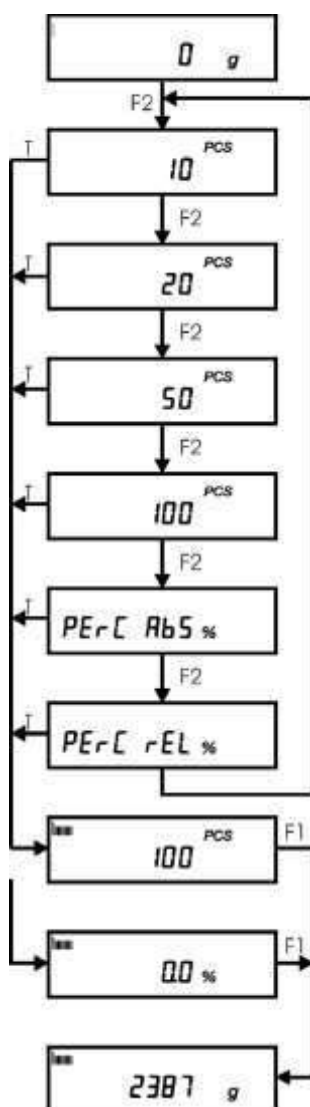 0 g
F2
T
10 PCS
F2
T
20 PCS
F2
T
50 PCS
F2
T
100 PCS
F2
T
PErC AbS %
F2
T
PErC rEL %
100 PCS
F1
0.0 %
F1
2387 g